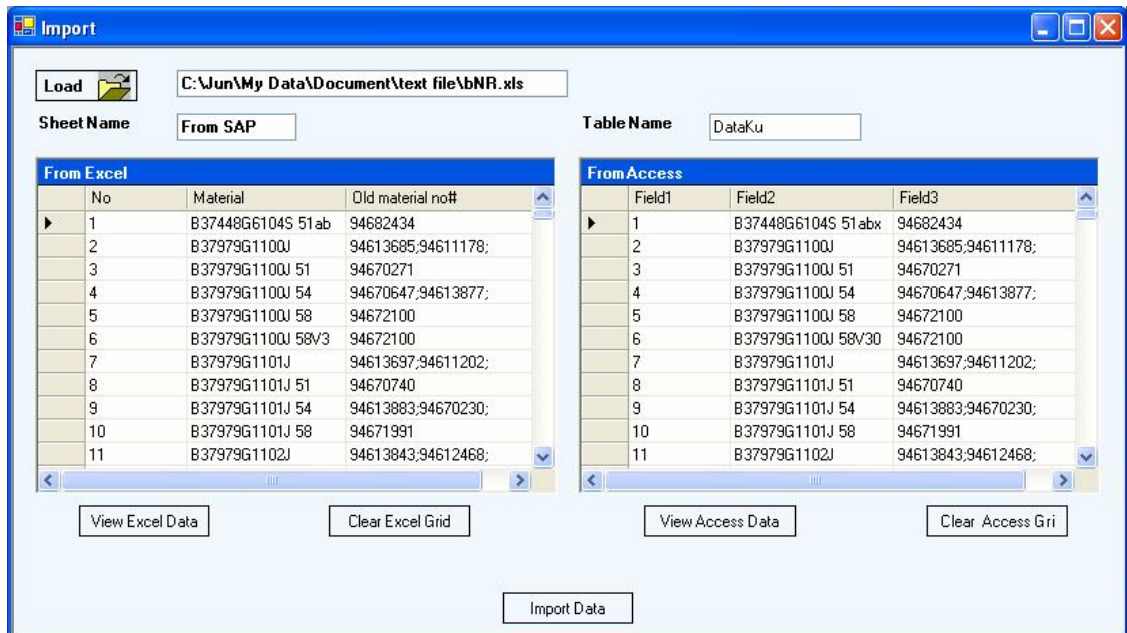 Import
Load C:\Jun\My Data\Document\text file\bNR.xls
Sheet Name From SAP Table Name DataKu
From Excel
No Material Old material no#
1 B37448G6104S 51ab 94682434
2 B37979G1100J 94613685;94611178;
3 B37979G1100J 51 94670271
4 B37979G1100J 54 94670647;94613877;
5 B37979G1100J 58 94672100
6 B37979G1100J 58V3 94672100
7 B37979G1101J 94613697;94611202;
8 B37979G1101J 51 94670740
9 B37979G1101J 54 94613883;94670230;
10 B37979G1101J 58 94671991
11 B37979G1102J 94613843;94612468;
View Excel Data Clear Excel Grid
From Access
Field1 Field2 Field3
1 B37448G6104S 51abx 94682434
2 B37979G1100J 94613685;94611178;
3 B37979G1100J 51 94670271
4 B37979G1100J 54 94670647;94613877;
5 B37979G1100J 58 94672100
6 B37979G1100J 58V30 94672100
7 B37979G1101J 94613697;94611202;
8 B37979G1101J 51 94670740
9 B37979G1101J 54 94613883;94670230;
10 B37979G1101J 58 94671991
11 B37979G1102J 94613843;94612468;
View Access Data Clear Access Gri
Import Data